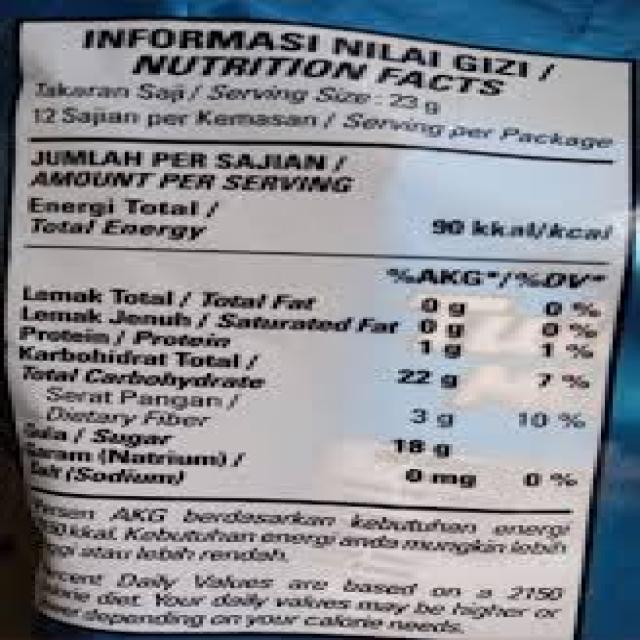 INFORMASI NILAI GIZI /
NUTRITION FACTS
Takaran Saji / Serving Size : 23 g
12 Sajian per Kemasan / Serving per Package
JUMLAH PER SAJIAN /
AMOUNT PER SERVING
Energi Total /
Total Energy 90 kkal/kcal
%AKG*/%DV*
Lemak Total / Total Fat 0 g 0 %
Lemak Jenuh / Saturated Fat 0 g 0 %
Protein / Protein 1 g 1 %
Karbohidrat Total /
Total Carbohydrate 22 g 7 %
Serat Pangan /
Dietary Fiber 3 g 10 %
Gula / Sugar 18 g
Garam (Natrium) /
Salt (Sodium) 0 mg 0 %
AKG berdasarkan kebutuhan energi
kkal. Kebutuhan energi anda mungkin lebih
atau lebih rendah.
Daily Values are based on a 2150
diet. Your daily values may be higher or
depending on your calorie needs.